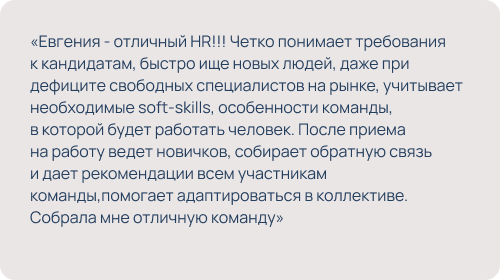 «Евгения - отличный HR!!! Четко понимает требования
к кандидатам, быстро ище новых людей, даже при
дефиците свободных специалистов на рынке, учитывает
необходимые soft-skills, особенности команды,
в которой будет работать человек. После приема
на работу ведет новичков, собирает обратную связь
и дает рекомендации всем участникам
команды,помогает адаптироваться в коллективе.
Собрала мне отличную команду»